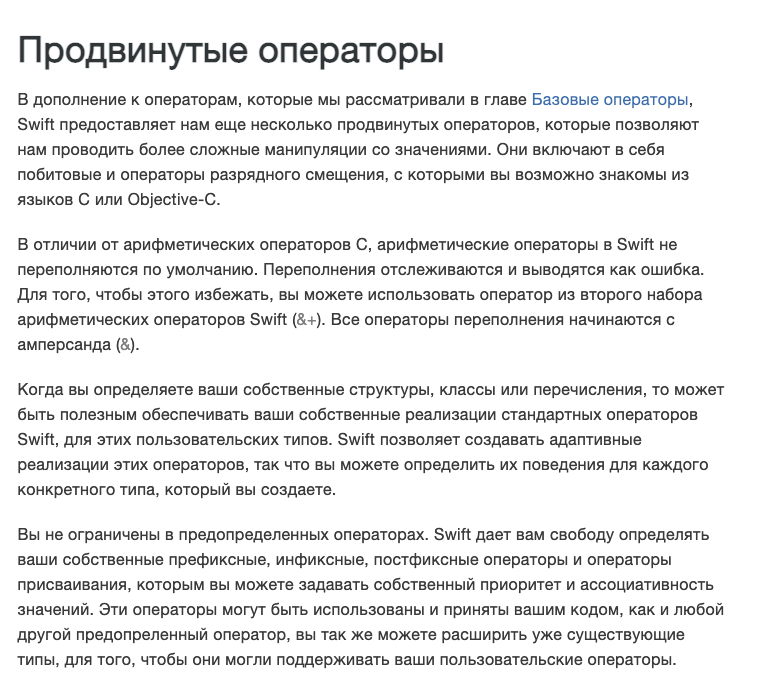 Продвинутые операторы
В дополнение к операторам, которые мы рассматривали в главе Базовые операторы,
Swift предоставляет нам еще несколько продвинутых операторов, которые позволяют
нам проводить более сложные манипуляции со значениями. Они включают в себя
побитовые и операторы разрядного смещения, с которыми вы возможно знакомы из
языков C или Objective-C.
В отличии от арифметических операторов C, арифметические операторы в Swift не
переполняются по умолчанию. Переполнения отслеживаются и выводятся как ошибка.
Для того, чтобы этого избежать, вы можете использовать оператор из второго набора
арифметических операторов Swift (&+). Все операторы переполнения начинаются с
амперсанда (&).
Когда вы определяете ваши собственные структуры, классы или перечисления, то может
быть полезным обеспечивать ваши собственные реализации стандартных операторов
Swift, для этих пользовательских типов. Swift позволяет создавать адаптивные
реализации этих операторов, так что вы можете определить их поведения для каждого
конкретного типа, который вы создаете.
Вы не ограничены в предопределенных операторах. Swift дает вам свободу определять
ваши собственные префиксные, инфиксные, постфиксные операторы и операторы
присваивания, которым вы можете задавать собственный приоритет и ассоциативность
значений. Эти операторы могут быть использованы и приняты вашим кодом, как и любой
другой предопреленный оператор, вы так же можете расширить уже существующие
типы, для того, чтобы они могли поддерживать ваши пользовательские операторы.